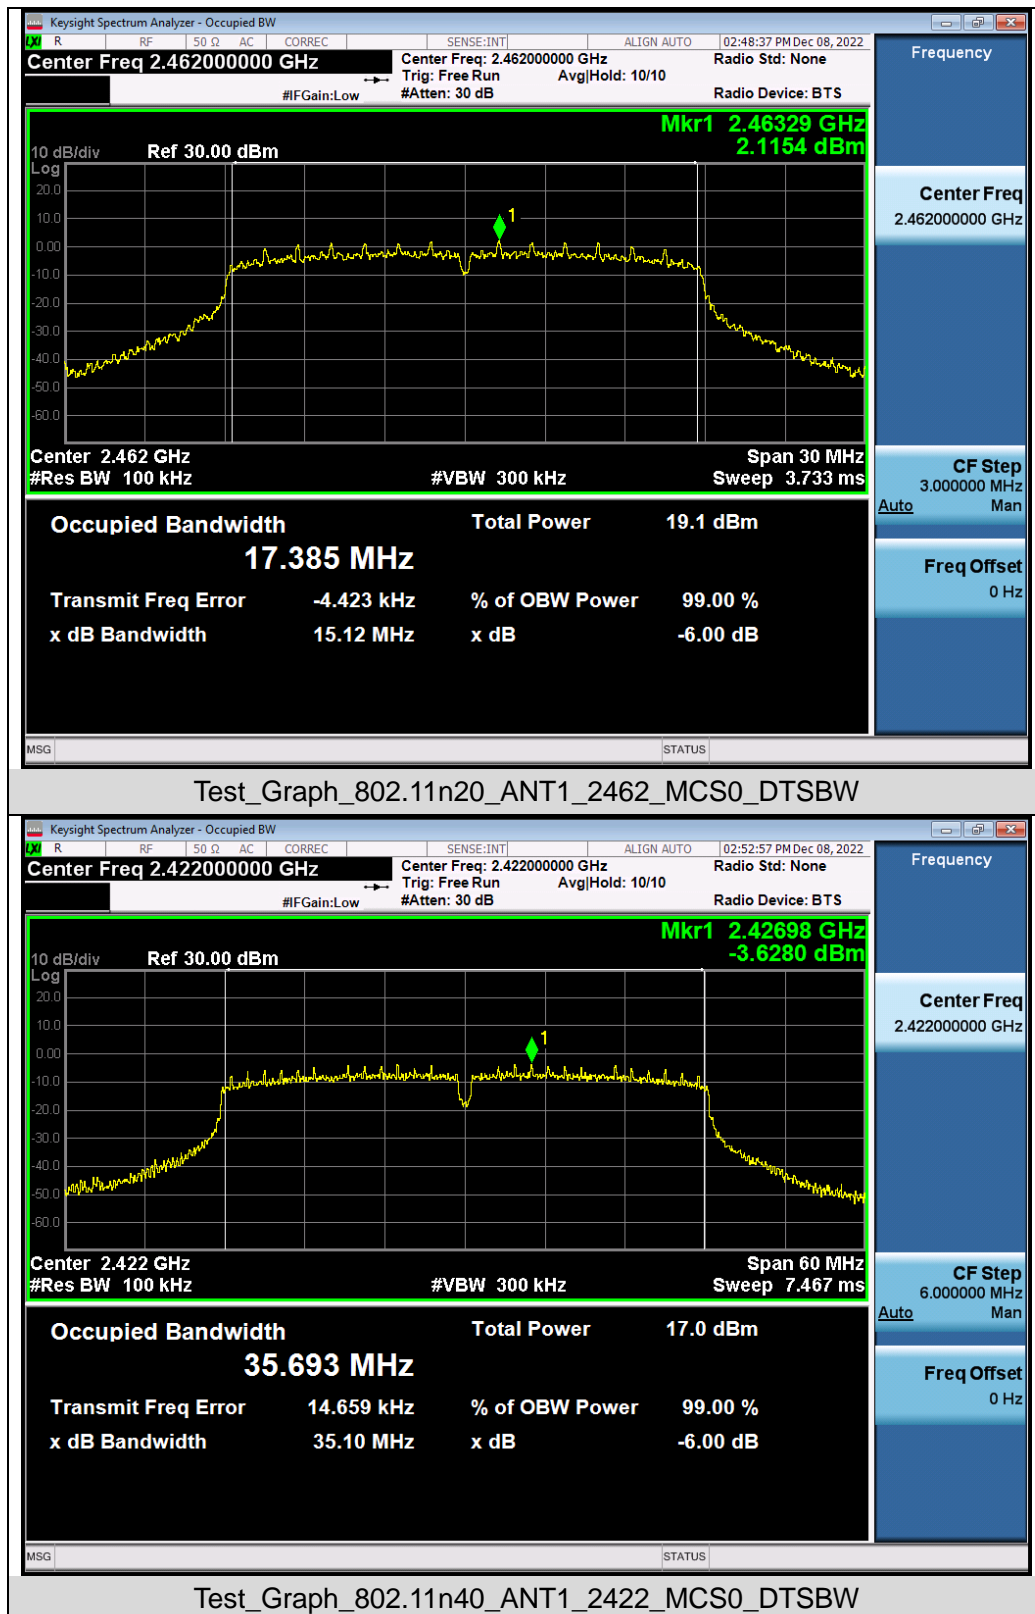 Keysight Spectrum Analyzer - Occupied BW
LXI R RF 50 Ω AC CORREC SENSE:INT ALIGN AUTO 02:48:37 PM Dec 08, 2022
Center Freq 2.462000000 GHz
Center Freq: 2.462000000 GHz
Radio Std: None
Trig: Free Run Avg|Hold: 10/10
#IFGain:Low #Atten: 30 dB Radio Device: BTS
Frequency
Mkr1 2.46329 GHz
2.1154 dBm
10 dB/div Ref 30.00 dBm
Log
20.0
10.0
0.00
-10.0
-20.0
-30.0
-40.0
-50.0
-60.0
1
Center 2.462 GHz Span 30 MHz
#Res BW 100 kHz #VBW 300 kHz Sweep 3.733 ms
Center Freq
2.462000000 GHz
CF Step
3.000000 MHz
Auto Man
Freq Offset
0 Hz
Occupied Bandwidth Total Power 19.1 dBm
17.385 MHz
Transmit Freq Error -4.423 kHz % of OBW Power 99.00 %
x dB Bandwidth 15.12 MHz x dB -6.00 dB
MSG STATUS
Test_Graph_802.11n20_ANT1_2462_MCS0_DTSBW
Keysight Spectrum Analyzer - Occupied BW
LXI R RF 50 Ω AC CORREC SENSE:INT ALIGN AUTO 02:52:57 PM Dec 08, 2022
Center Freq 2.422000000 GHz
Center Freq: 2.422000000 GHz
Radio Std: None
Trig: Free Run Avg|Hold: 10/10
#IFGain:Low #Atten: 30 dB Radio Device: BTS
Frequency
Mkr1 2.42698 GHz
-3.6280 dBm
10 dB/div Ref 30.00 dBm
Log
20.0
10.0
0.00
-10.0
-20.0
-30.0
-40.0
-50.0
-60.0
1
Center 2.422 GHz Span 60 MHz
#Res BW 100 kHz #VBW 300 kHz Sweep 7.467 ms
Center Freq
2.422000000 GHz
CF Step
6.000000 MHz
Auto Man
Freq Offset
0 Hz
Occupied Bandwidth Total Power 17.0 dBm
35.693 MHz
Transmit Freq Error 14.659 kHz % of OBW Power 99.00 %
x dB Bandwidth 35.10 MHz x dB -6.00 dB
MSG STATUS
Test_Graph_802.11n40_ANT1_2422_MCS0_DTSBW